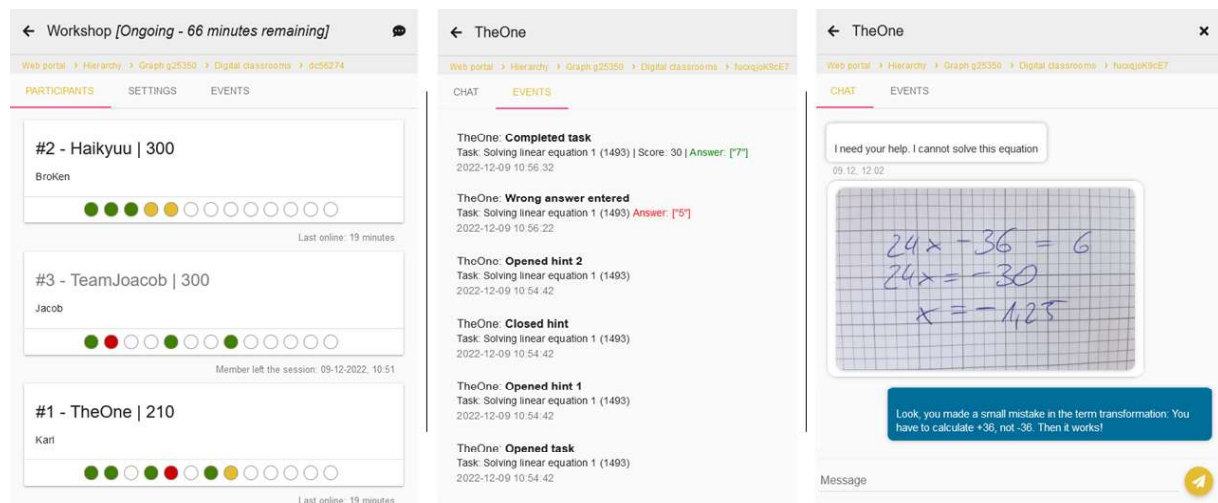 Workshop [Ongoing - 66 minutes remaining]
Web portal > Hierarchy > Graph g25350 > Digital classrooms > dc56274
PARTICIPANTS SETTINGS EVENTS
#2 - Haikyuu | 300
BroKen
Last online: 19 minutes
#3 - TeamJoacob | 300
Jacob
Member left the session: 09-12-2022, 10:51
#1 - TheOne | 210
Karl
Last online: 19 minutes
TheOne
Web portal > Hierarchy > Graph g25350 > Digital classrooms > fucxqjoK9cE7
CHAT EVENTS
TheOne: Completed task
Task: Solving linear equation 1 (1493) | Score: 30 | Answer: ["7"]
2022-12-09 10:56:32
TheOne: Wrong answer entered
Task: Solving linear equation 1 (1493) Answer: ["5"]
2022-12-09 10:56:22
TheOne: Opened hint 2
Task: Solving linear equation 1 (1493)
2022-12-09 10:54:42
TheOne: Closed hint
Task: Solving linear equation 1 (1493)
2022-12-09 10:54:42
TheOne: Opened hint 1
Task: Solving linear equation 1 (1493)
2022-12-09 10:54:42
TheOne: Opened task
Task: Solving linear equation 1 (1493)
2022-12-09 10:54:42
TheOne
Web portal > Hierarchy > Graph g25350 > Digital classrooms > fucxqjoK9cE7
CHAT EVENTS
I need your help. I cannot solve this equation
09.12, 12:02
24x - 36 = 6
24x = -30
x = -1,25
Look, you made a small mistake in the term transformation: You
have to calculate +36, not -36. Then it works!
Message